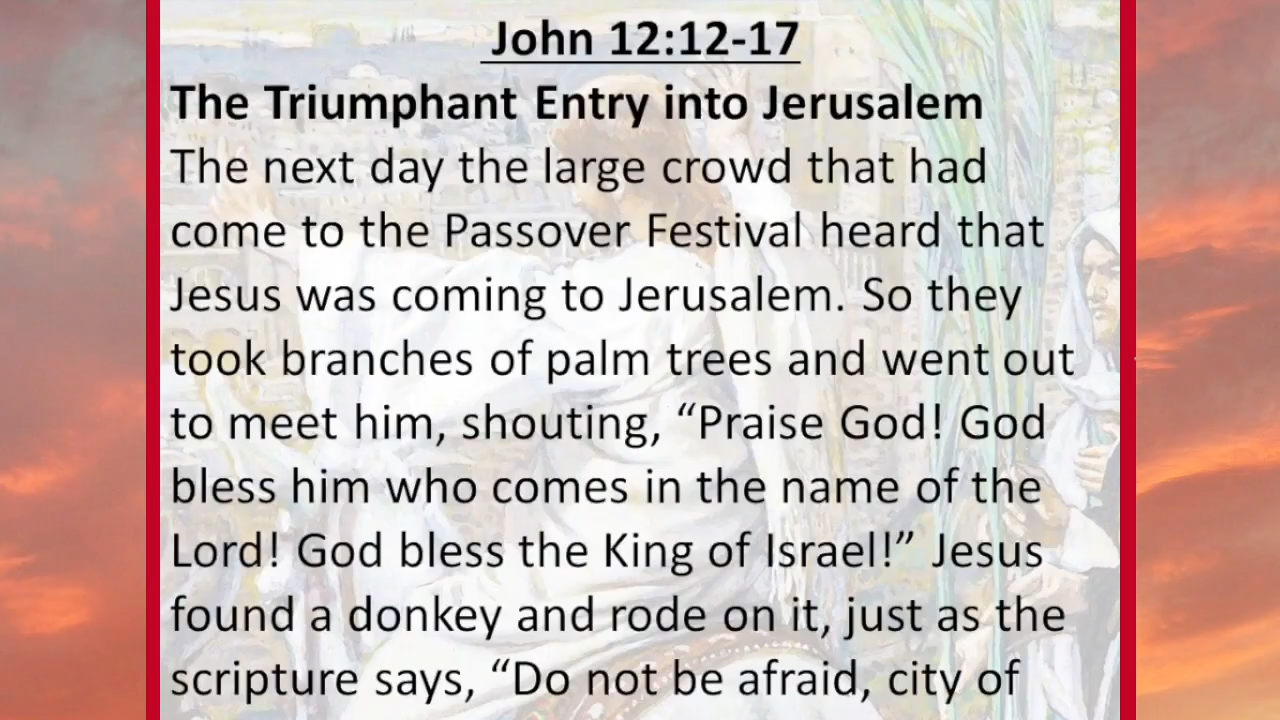 John 12:12-17
The Triumphant Entry into Jerusalem
The next day the large crowd that had
come to the Passover Festival heard that
Jesus was coming to Jerusalem. So they
took branches of palm trees and went out
to meet him, shouting, “Praise God! God
bless him who comes in the name of the
Lord! God bless the King of Israel!” Jesus
found a donkey and rode on it, just as the
scripture says, “Do not be afraid, city of